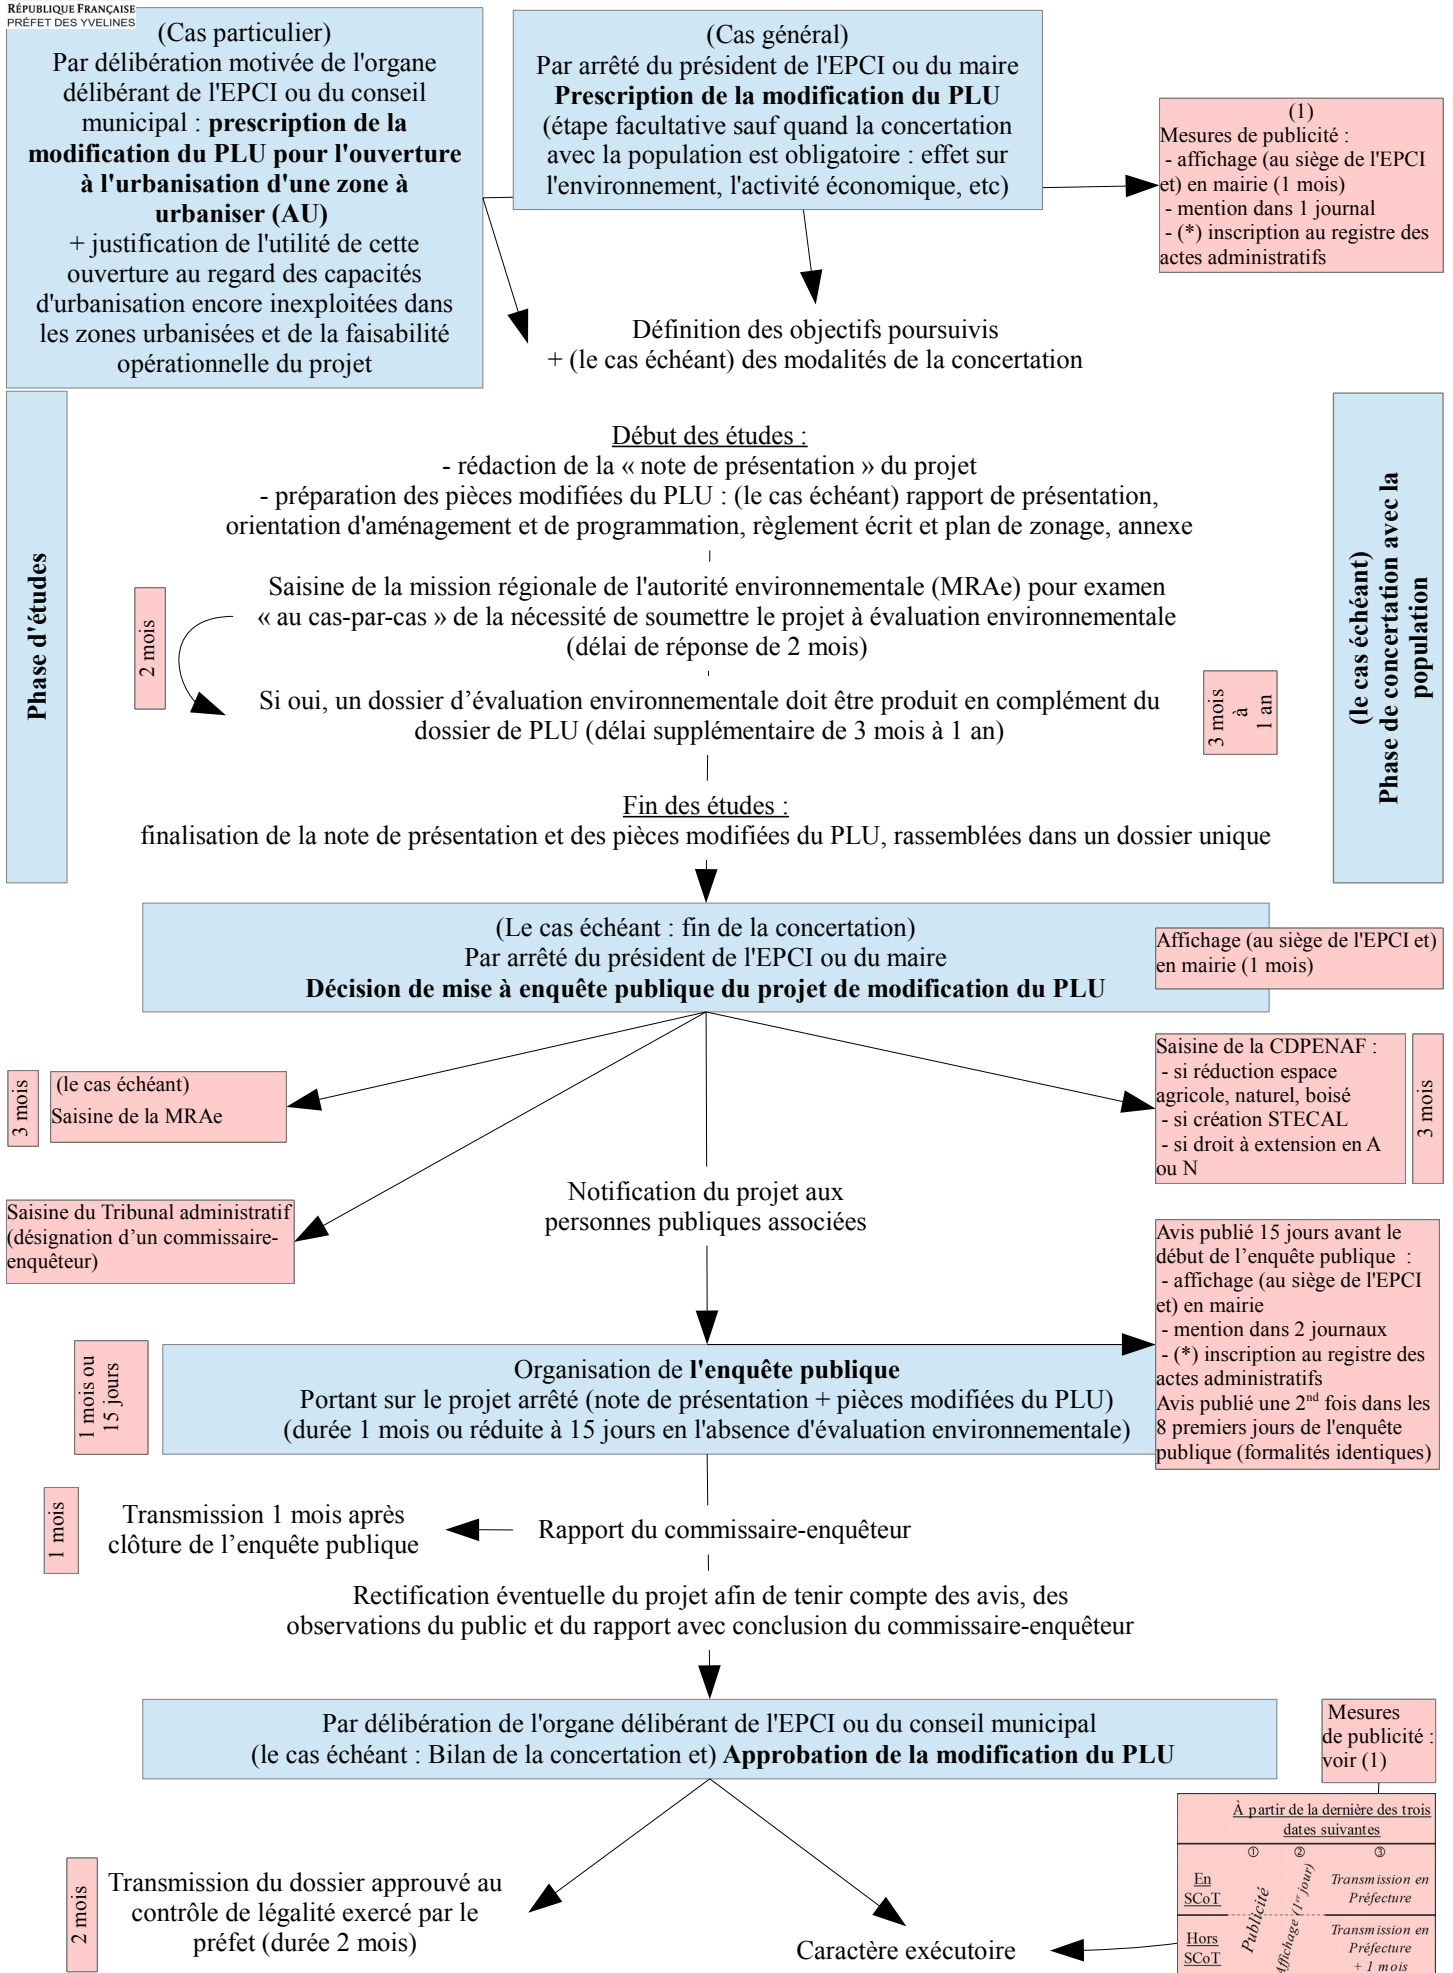 RÉPUBLIQUE FRANÇAISE
PRÉFET DES YVELINES
(Cas particulier)
Par délibération motivée de l'organe
délibérant de l'EPCI ou du conseil
municipal : prescription de la
modification du PLU pour l'ouverture
à l'urbanisation d'une zone à
urbaniser (AU)
+ justification de l'utilité de cette
ouverture au regard des capacités
d'urbanisation encore inexploitées dans
les zones urbanisées et de la faisabilité
opérationnelle du projet
(Cas général)
Par arrêté du président de l'EPCI ou du maire
Prescription de la modification du PLU
(étape facultative sauf quand la concertation
avec la population est obligatoire : effet sur
l'environnement, l'activité économique, etc)
(1)
Mesures de publicité :
- affichage (au siège de l'EPCI
et) en mairie (1 mois)
- mention dans 1 journal
- (*) inscription au registre des
actes administratifs
Définition des objectifs poursuivis
+ (le cas échéant) des modalités de la concertation
Phase d'études
(le cas échéant)
Phase de concertation avec la
population
Début des études :
- rédaction de la « note de présentation » du projet
- préparation des pièces modifiées du PLU : (le cas échéant) rapport de présentation,
orientation d'aménagement et de programmation, règlement écrit et plan de zonage, annexe
2 mois
Saisine de la mission régionale de l'autorité environnementale (MRAe) pour examen
« au cas-par-cas » de la nécessité de soumettre le projet à évaluation environnementale
(délai de réponse de 2 mois)
Si oui, un dossier d’évaluation environnementale doit être produit en complément du
dossier de PLU (délai supplémentaire de 3 mois à 1 an)
3 mois
à
1 an
Fin des études :
finalisation de la note de présentation et des pièces modifiées du PLU, rassemblées dans un dossier unique
(Le cas échéant : fin de la concertation)
Par arrêté du président de l'EPCI ou du maire
Décision de mise à enquête publique du projet de modification du PLU
Affichage (au siège de l'EPCI et)
en mairie (1 mois)
3 mois
(le cas échéant)
Saisine de la MRAe
Saisine de la CDPENAF :
- si réduction espace
agricole, naturel, boisé
- si création STECAL
- si droit à extension en A
ou N
3 mois
Saisine du Tribunal administratif
(désignation d’un commissaire-
enquêteur)
Notification du projet aux
personnes publiques associées
Avis publié 15 jours avant le
début de l’enquête publique :
- affichage (au siège de l'EPCI
et) en mairie
- mention dans 2 journaux
- (*) inscription au registre des
actes administratifs
Avis publié une 2nd fois dans les
8 premiers jours de l'enquête
publique (formalités identiques)
1 mois ou
15 jours
Organisation de l'enquête publique
Portant sur le projet arrêté (note de présentation + pièces modifiées du PLU)
(durée 1 mois ou réduite à 15 jours en l'absence d'évaluation environnementale)
1 mois
Transmission 1 mois après
clôture de l’enquête publique
Rapport du commissaire-enquêteur
Rectification éventuelle du projet afin de tenir compte des avis, des
observations du public et du rapport avec conclusion du commissaire-enquêteur
Par délibération de l'organe délibérant de l'EPCI ou du conseil municipal
(le cas échéant : Bilan de la concertation et) Approbation de la modification du PLU
Mesures
de publicité :
voir (1)
2 mois
Transmission du dossier approuvé au
contrôle de légalité exercé par le
préfet (durée 2 mois)
Caractère exécutoire
À partir de la dernière des trois
dates suivantes
① ② ③
En
SCoT
Hors
SCoT
Publicité
Affichage (1er jour)
Transmission en
Préfecture
Transmission en
Préfecture
+ 1 mois